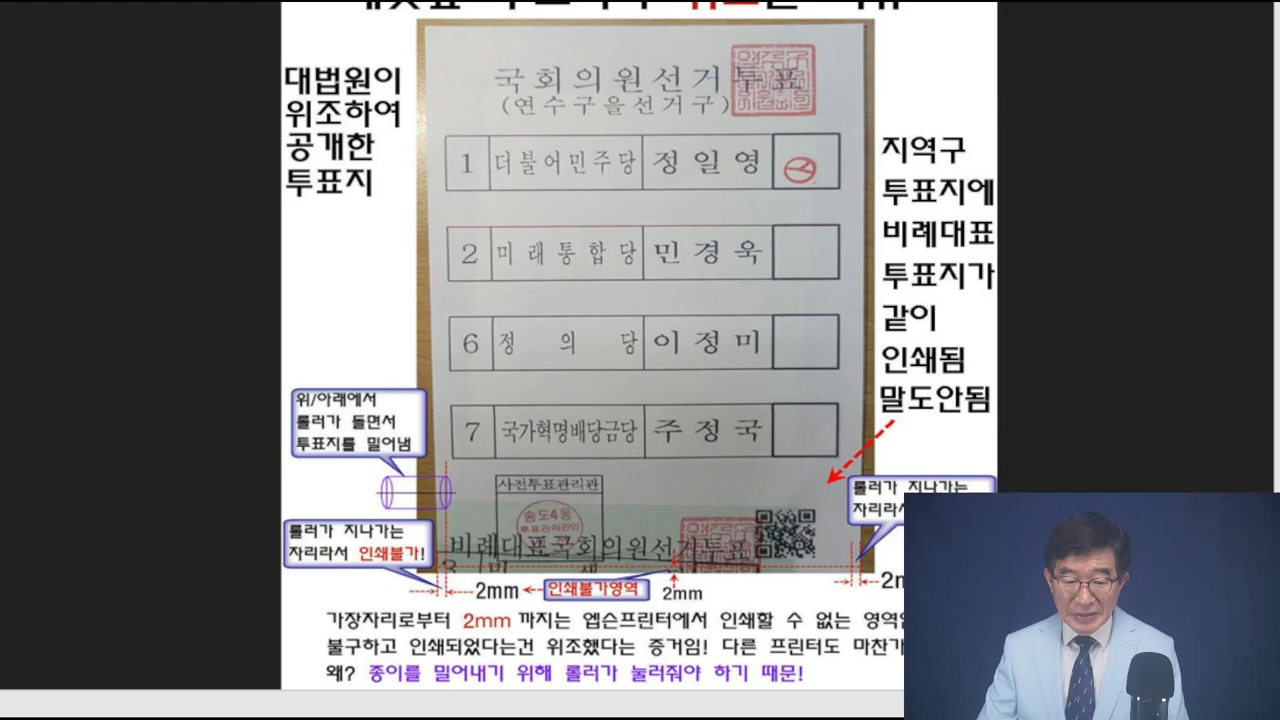 대법원이
위조하여
공개한
투표지
국회의원선거투표
(연수구을선거구)
1 더불어민주당 정일영
2 미래통합당 민경욱
6 정의당 이정미
7 국가혁명배당금당 주정국
사전투표관리관
송도4동
투표관리관인
비례대표국회의원선거투표
지역구
투표지에
비례대표
투표지가
같이
인쇄됨
말도안됨
위/아래에서
롤러가 돌면서
투표지를 밀어냄
롤러가 지나가는
자리라서 인쇄불가!
롤러가 지나가는
자리라서
2mm
인쇄불가영역
2mm
가장자리로부터 2mm 까지는 엡슨프린터에서 인쇄할 수 없는 영역
불구하고 인쇄되었다는건 위조했다는 증거임! 다른 프린터도 마찬가
왜? 종이를 밀어내기 위해 롤러가 눌러줘야 하기 때문!